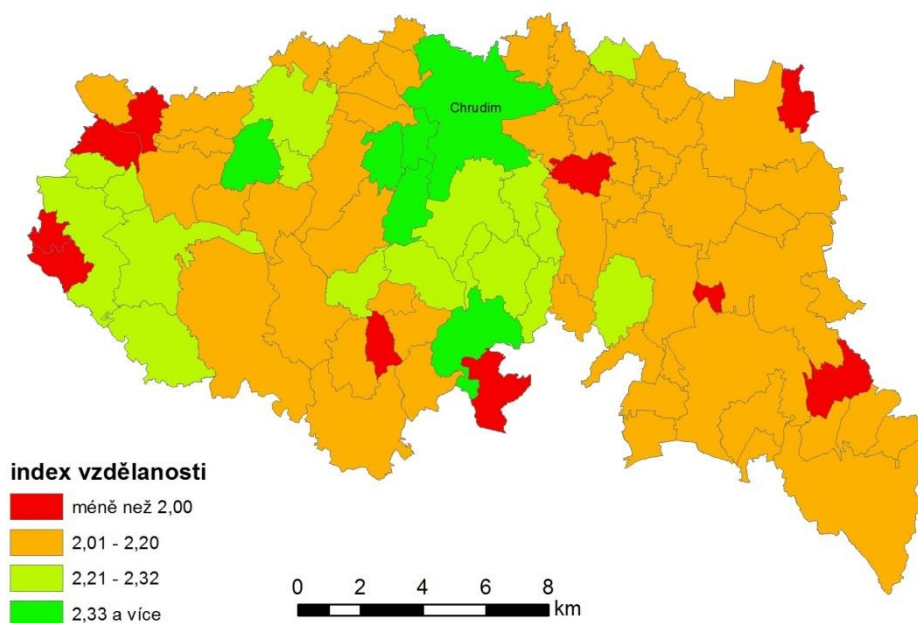 Chrudim
index vzdělanosti
méně než 2,00
2,01 - 2,20
2,21 - 2,32
2,33 a více
0 2 4 6 8
km